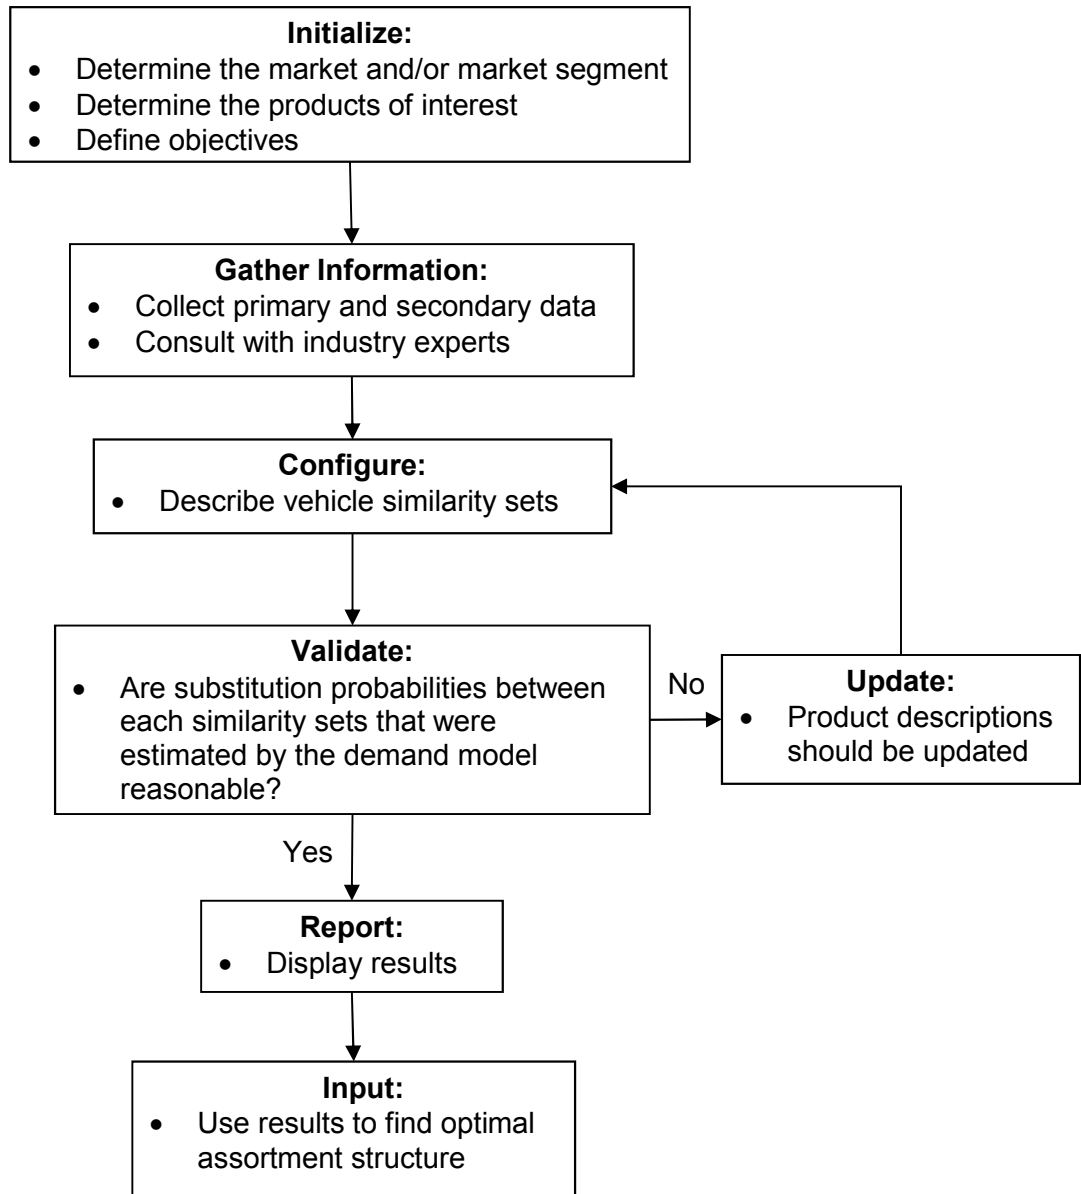 Initialize:
• Determine the market and/or market segment
• Determine the products of interest
• Define objectives
Gather Information:
• Collect primary and secondary data
• Consult with industry experts
Configure:
• Describe vehicle similarity sets
Validate:
• Are substitution probabilities between
each similarity sets that were
estimated by the demand model
reasonable?
No
Update:
• Product descriptions
should be updated
Yes
Report:
• Display results
Input:
• Use results to find optimal
assortment structure